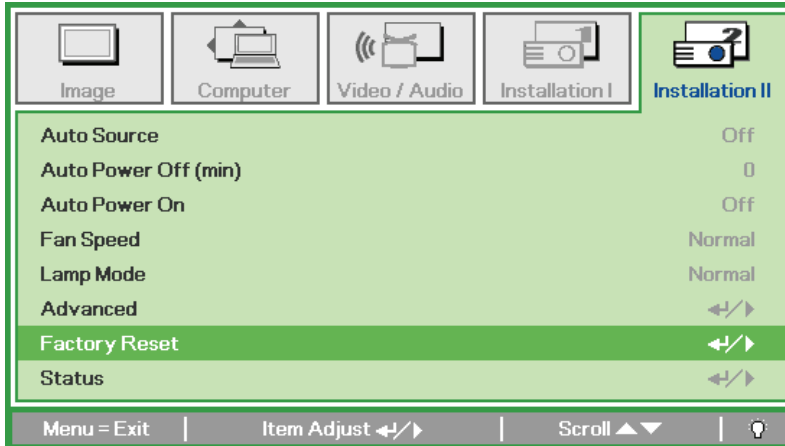 Image Computer Video / Audio Installation I Installation II
Auto Source Off
Auto Power Off (min) 0
Auto Power On Off
Fan Speed Normal
Lamp Mode Normal
Advanced
Factory Reset
Status
Menu = Exit Item Adjust Scroll